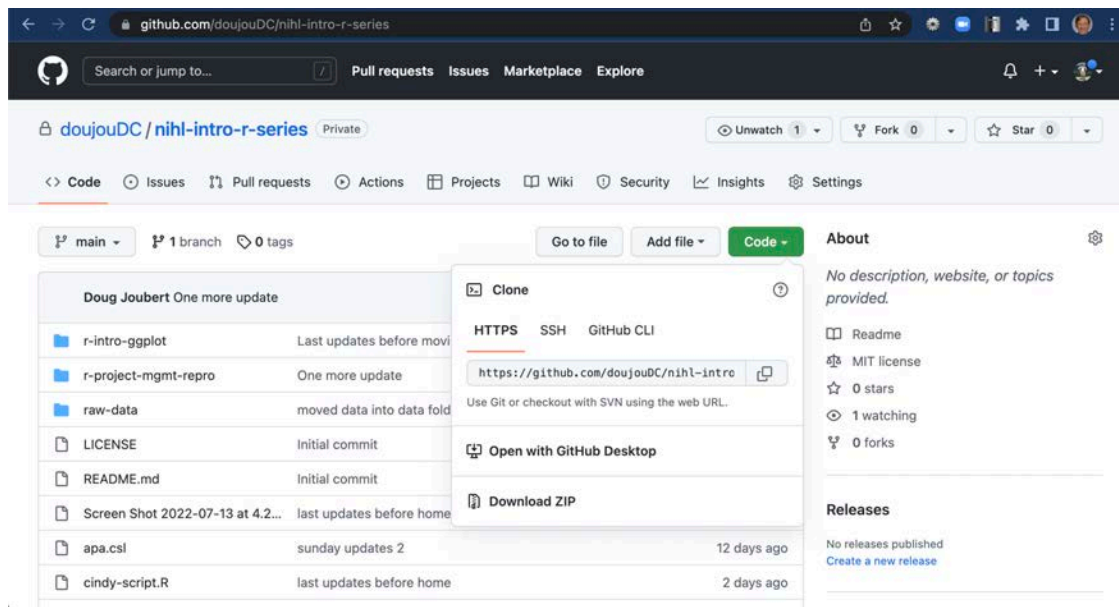 github.com/doujouDC/nihl-intro-r-series
Search or jump to... / Pull requests Issues Marketplace Explore
doujouDC / nihl-intro-r-series Private Unwatch 1 Fork 0 Star 0
Code Issues Pull requests Actions Projects Wiki Security Insights Settings
main 1 branch 0 tags Go to file Add file Code About
No description, website, or topics
provided.
Doug Joubert One more update Clone
HTTPS SSH GitHub CLI
r-intro-ggplot Last updates before movi
https://github.com/doujouDC/nihl-intro
r-project-mgmt-repro One more update
Use Git or checkout with SVN using the web URL.
raw-data moved data into data fold
LICENSE Initial commit
Open with GitHub Desktop
README.md Initial commit
Download ZIP
Screen Shot 2022-07-13 at 4.2... last updates before home
apa.csl sunday updates 2 12 days ago
cindy-script.R last updates before home 2 days ago
Readme
MIT license
0 stars
1 watching
0 forks
Releases
No releases published
Create a new release